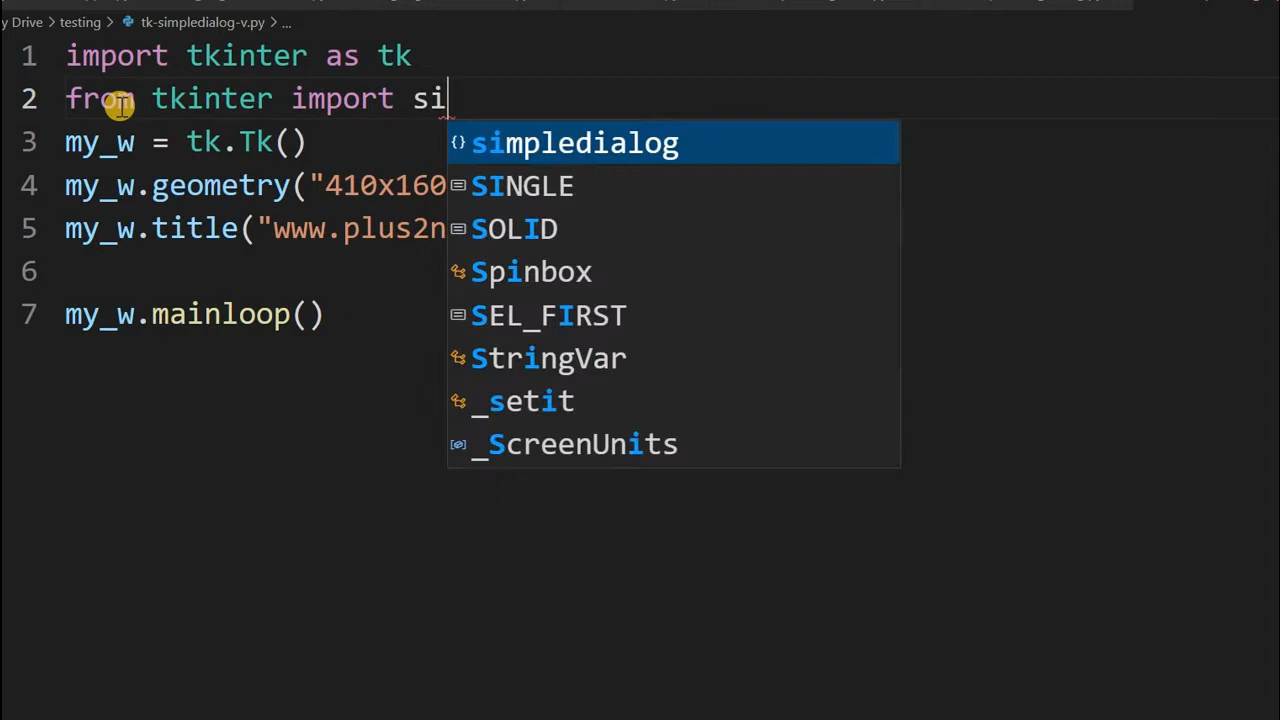 y Drive > testing > tk-simpledialog-v.py > ...
1 import tkinter as tk
2 from tkinter import si
3 my_w = tk.Tk()
4 my_w.geometry("410x160
5 my_w.title("www.plus2n
6
7 my_w.mainloop()
simpledialog
SINGLE
SOLID
Spinbox
SEL_FIRST
StringVar
_setit
_ScreenUnits